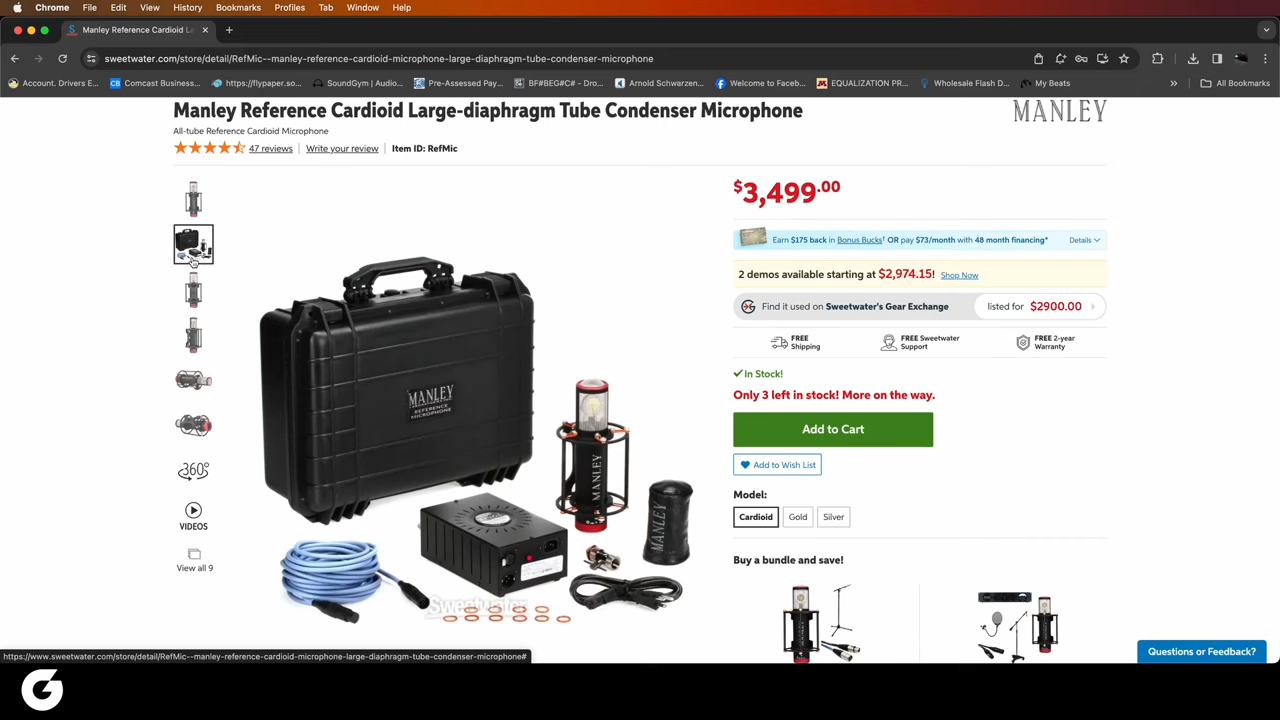 Chrome File Edit View History Bookmarks Profiles Tab Window Help
Manley Reference Cardioid La
sweetwater.com/store/detail/RefMic--manley-reference-cardioid-microphone-large-diaphragm-tube-condenser-microphone
Account. Drivers E... Comcast Business... https://flypaper.so... SoundGym | Audio... Pre-Assessed Pay... BF#BEG#C# - Dro... Arnold Schwarzen... Welcome to Faceb... EQUALIZATION PR... Wholesale Flash D... My Beats » All Bookmarks
Manley Reference Cardioid Large-diaphragm Tube Condenser Microphone
MANLEY
All-tube Reference Cardioid Microphone
47 reviews | Write your review | Item ID: RefMic
$3,499.00
Earn $175 back in Bonus Bucks† OR pay $73/month with 48 month financing* Details
2 demos available starting at $2,974.15! Shop Now
Find it used on Sweetwater's Gear Exchange listed for $2900.00
FREE Shipping
FREE Sweetwater Support
FREE 2-year Warranty
In Stock!
Only 3 left in stock! More on the way.
Add to Cart
Add to Wish List
Model:
Cardioid Gold Silver
Buy a bundle and save!
360°
VIDEOS
View all 9
MANLEY
REFERENCE
MICROPHONE
MANLEY
MANLEY
Sweetwater
https://www.sweetwater.com/store/detail/RefMic--manley-reference-cardioid-microphone-large-diaphragm-tube-condenser-microphone#
Questions or Feedback?